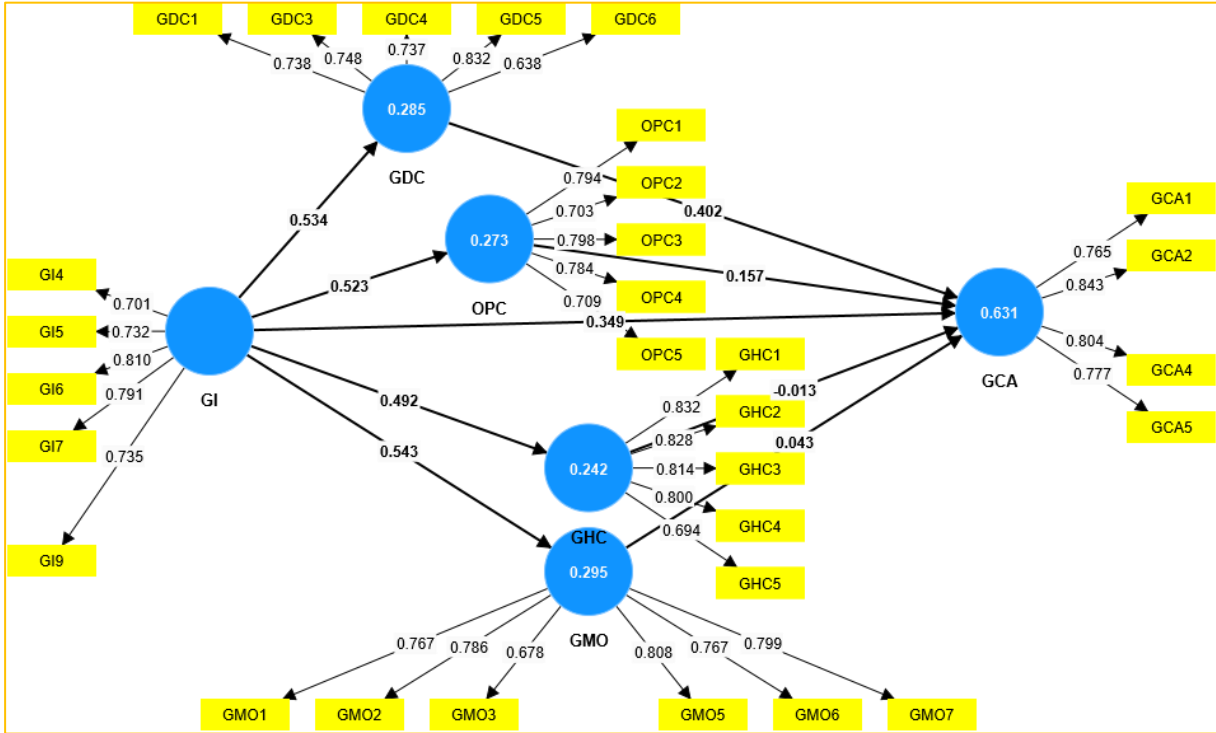 GDC1
GDC3
GDC4
GDC5
GDC6
0.738
0.748
0.737
0.832
0.638
0.285
GDC
OPC1
OPC2
OPC3
OPC4
OPC5
0.794
0.703
0.798
0.784
0.709
0.273
OPC
0.402
0.157
0.349
-0.013
0.043
0.534
0.523
0.492
0.543
GI4
GI5
GI6
GI7
GI9
0.701
0.732
0.810
0.791
0.735
GI
GCA1
GCA2
GCA4
GCA5
0.765
0.843
0.804
0.777
0.631
GCA
GHC1
GHC2
GHC3
GHC4
GHC5
0.832
0.828
0.814
0.800
0.694
0.242
GHC
0.295
GMO
0.767
0.786
0.678
0.808
0.767
0.799
GMO1
GMO2
GMO3
GMO5
GMO6
GMO7